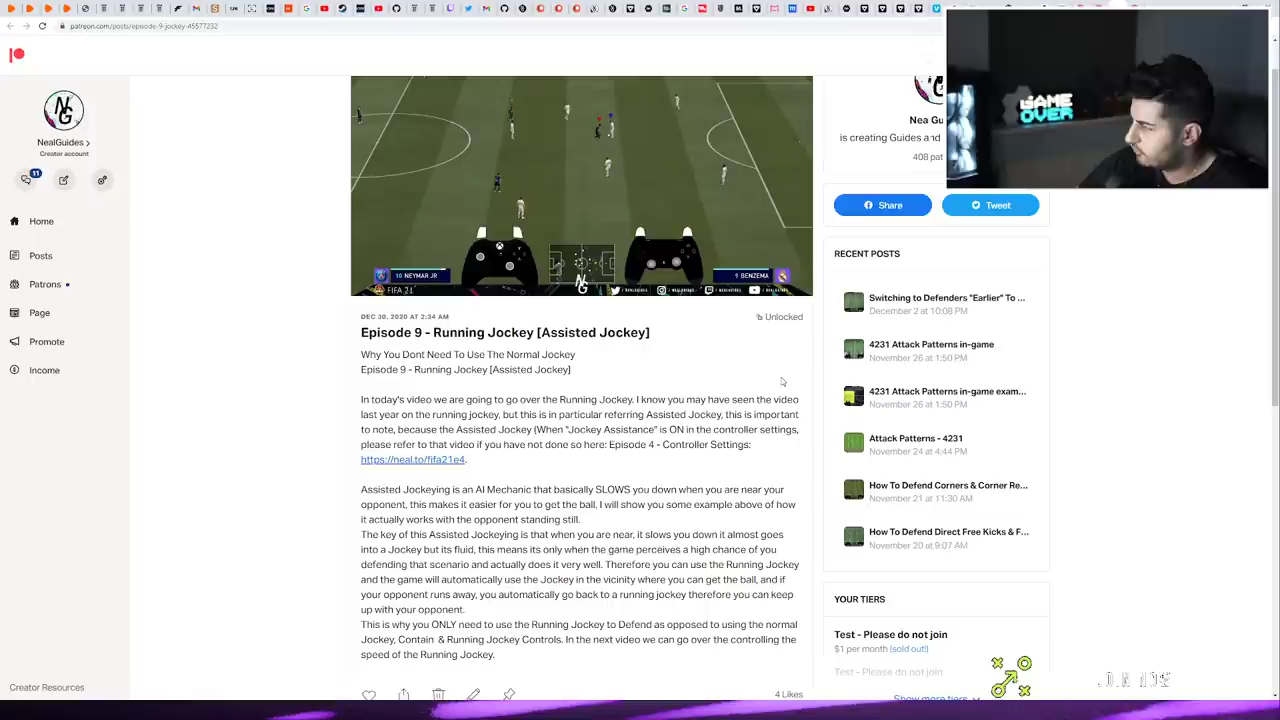 patreon.com/posts/episode-9-jockey-45577232
NG
NealGuides
Creator account
11
Home
Posts
Patrons
Page
Promote
Income
Creator Resources
10 NEYMAR JR
9 BENZEMA
FIFA 21
NG
/NEALGUIDES
/NEALGUIDES
/NEALGUIDES
/NEALGUIDES
DEC 30, 2020 AT 2:34 AM
Unlocked
Episode 9 - Running Jockey [Assisted Jockey]
Why You Dont Need To Use The Normal Jockey
Episode 9 - Running Jockey [Assisted Jockey]
In today's video we are going to go over the Running Jockey. I know you may have seen the video
last year on the running jockey, but this is in particular referring Assisted Jockey, this is important
to note, because the Assisted Jockey (When "Jockey Assistance" is ON in the controller settings,
please refer to that video if you have not done so here: Episode 4 - Controller Settings:
https://neal.to/fifa21e4.
Assisted Jockeying is an AI Mechanic that basically SLOWS you down when you are near your
opponent, this makes it easier for you to get the ball, I will show you some example above of how
it actually works with the opponent standing still.
The key of this Assisted Jockeying is that when you are near, it slows you down it almost goes
into a Jockey but its fluid, this means its only when the game perceives a high chance of you
defending that scenario and actually does it very well. Therefore you can use the Running Jockey
and the game will automatically use the Jockey in the vicinity where you can get the ball, and if
your opponent runs away, you automatically go back to a running jockey therefore you can keep
up with your opponent.
This is why you ONLY need to use the Running Jockey to Defend as opposed to using the normal
Jockey, Contain & Running Jockey Controls. In the next video we can go over the controlling the
speed of the Running Jockey.
4 Likes
Nea Gu
is creating Guides and
408 pat
Share
Tweet
RECENT POSTS
Switching to Defenders "Earlier" To ...
December 2 at 10:08 PM
4231 Attack Patterns in-game
November 26 at 1:50 PM
4231 Attack Patterns in-game exam...
November 26 at 1:50 PM
Attack Patterns - 4231
November 24 at 4:44 PM
How To Defend Corners & Corner Re...
November 21 at 11:30 AM
How To Defend Direct Free Kicks & F...
November 20 at 9:07 AM
YOUR TIERS
Test - Please do not join
$1 per month (sold out!)
Test - Please do not join
Show more tiers
GAME
OVER